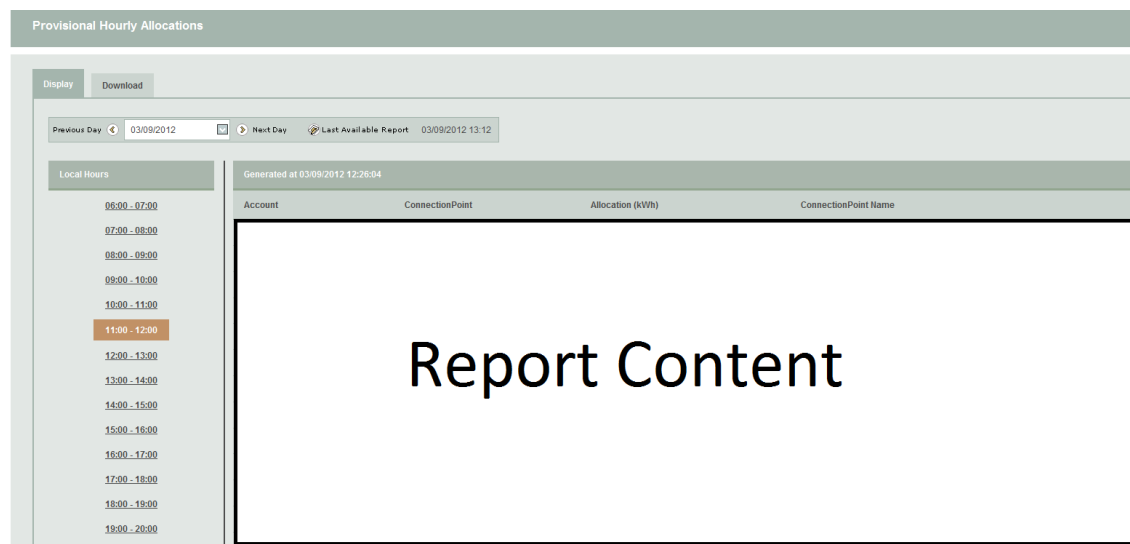 Provisional Hourly Allocations
Display Download
Previous Day 03/09/2012 Next Day Last Available Report 03/09/2012 13:12
Local Hours
06:00 - 07:00
07:00 - 08:00
08:00 - 09:00
09:00 - 10:00
10:00 - 11:00
11:00 - 12:00
12:00 - 13:00
13:00 - 14:00
14:00 - 15:00
15:00 - 16:00
16:00 - 17:00
17:00 - 18:00
18:00 - 19:00
19:00 - 20:00
Generated at 03/09/2012 12:26:04
Account ConnectionPoint Allocation (kWh) ConnectionPoint Name
Report Content